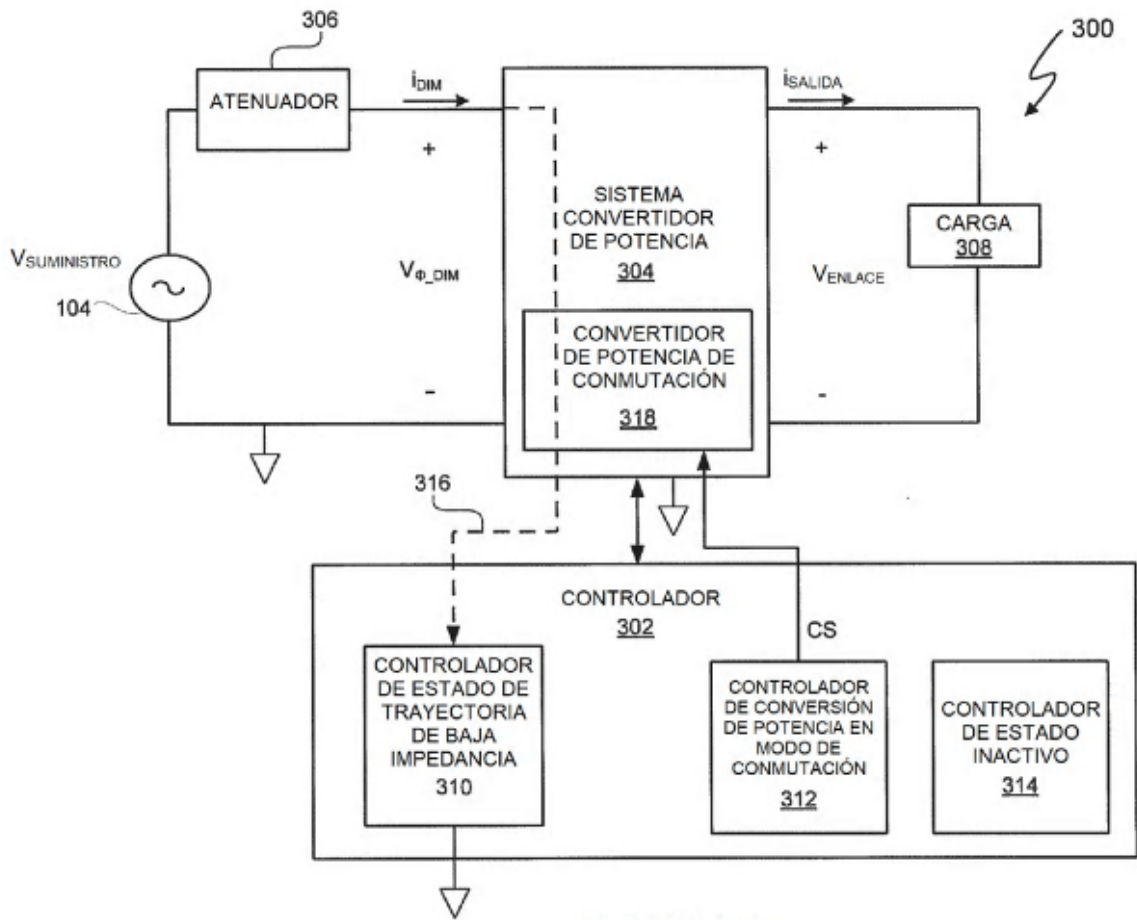 306
300
ATENUADOR
iDIM
iSALIDA
+
+
SISTEMA
CONVERTIDOR
DE POTENCIA
304
CARGA
308
VSUMINISTRO
104
VΦ_DIM
VENLACE
CONVERTIDOR
DE POTENCIA DE
CONMUTACIÓN
318
-
-
316
CONTROLADOR
302
CS
CONTROLADOR
DE ESTADO DE
TRAYECTORIA
DE BAJA
IMPEDANCIA
310
CONTROLADOR
DE CONVERSIÓN
DE POTENCIA EN
MODO DE
CONMUTACIÓN
312
CONTROLADOR
DE ESTADO
INACTIVO
314